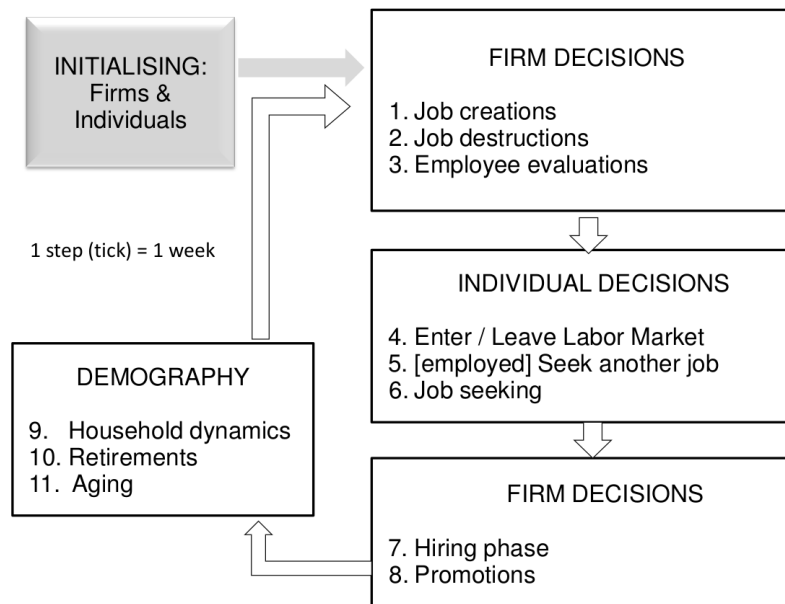 INITIALISING:
Firms &
Individuals
FIRM DECISIONS
1. Job creations
2. Job destructions
3. Employee evaluations
1 step (tick) = 1 week
INDIVIDUAL DECISIONS
4. Enter / Leave Labor Market
5. [employed] Seek another job
6. Job seeking
FIRM DECISIONS
7. Hiring phase
8. Promotions
DEMOGRAPHY
9. Household dynamics
10. Retirements
11. Aging